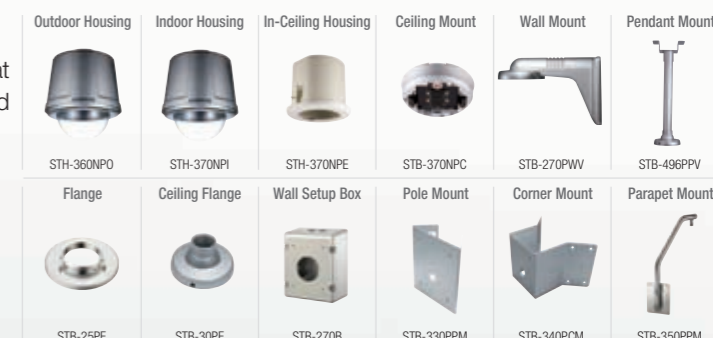 Outdoor Housing Indoor Housing In-Ceiling Housing Ceiling Mount Wall Mount Pendant Mount
STH-360NPO STH-370NPI STH-370NPE STB-370NPC STB-270PWV STB-496PPV
Flange Ceiling Flange Wall Setup Box Pole Mount Corner Mount Parapet Mount
STB-25PF STB-30PF STB-270B STB-330PPM STB-340PCM STB-350PPM